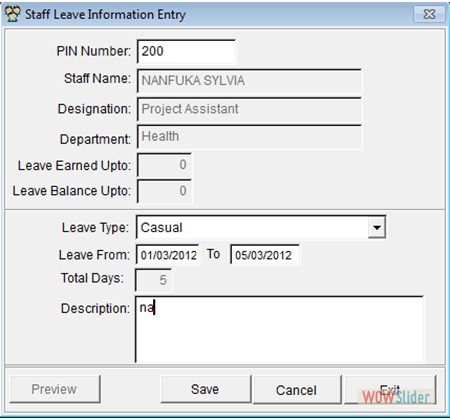 Staff Leave Information Entry
PIN Number: 200
Staff Name: NANFUKA SYLVIA
Designation: Project Assistant
Department: Health
Leave Earned Upto: 0
Leave Balance Upto: 0
Leave Type: Casual
Leave From: 01/03/2012 To 05/03/2012
Total Days: 5
Description: na
Preview Save Cancel Exit
WOWSlider